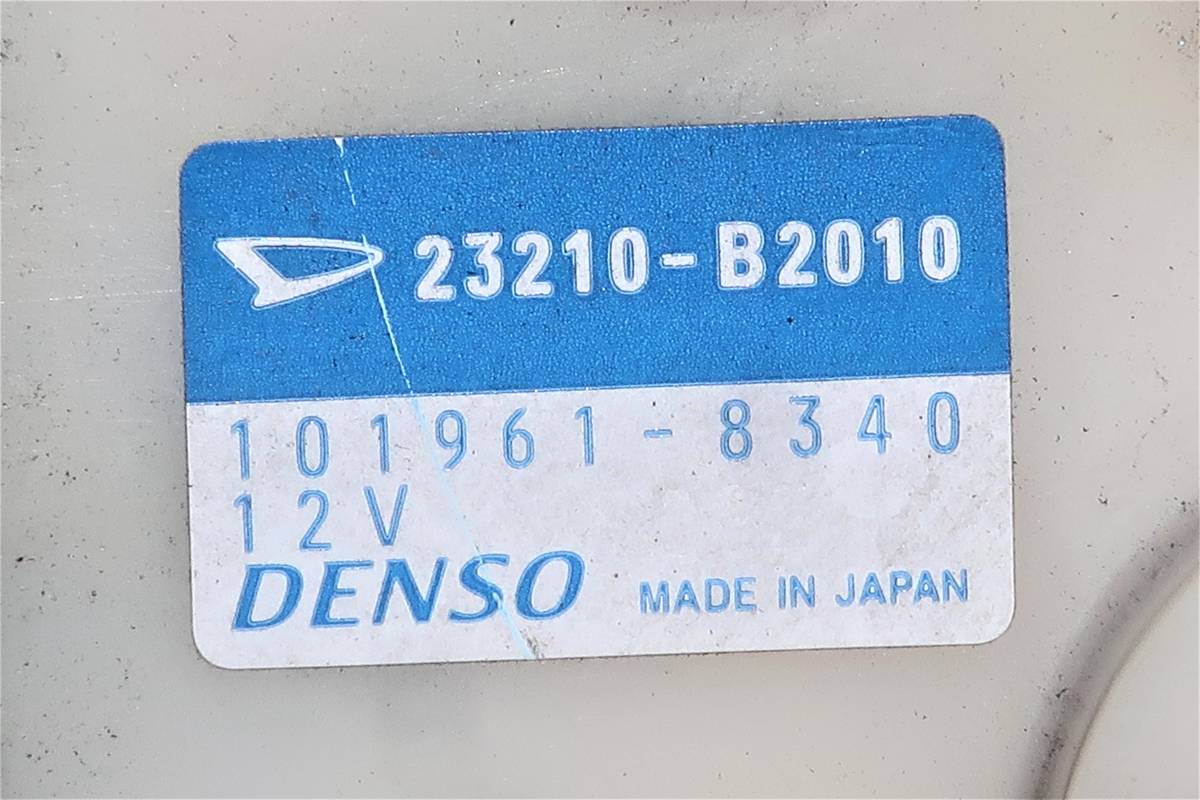 23210-B2010
101961-8340
12V
DENSO MADE IN JAPAN